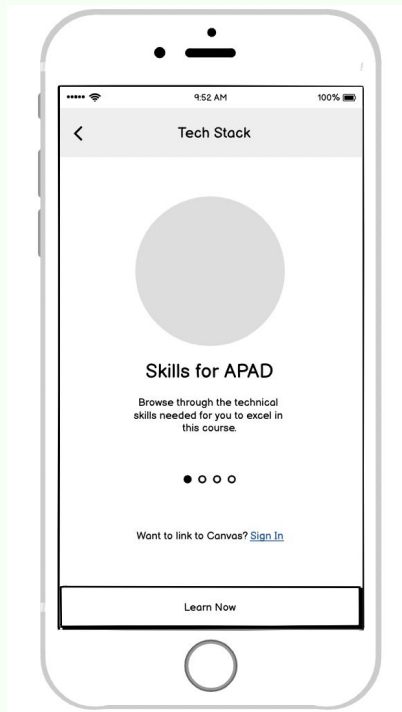 9:52 AM 100%
Tech Stack
Skills for APAD
Browse through the technical
skills needed for you to excel in
this course.
Want to link to Canvas? Sign In
Learn Now